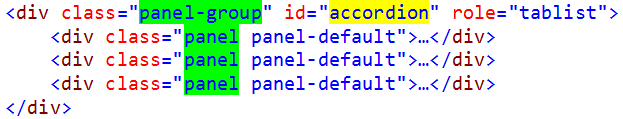 <div class="panel-group" id="accordion" role="tablist">
    <div class="panel panel-default">…</div>
    <div class="panel panel-default">…</div>
    <div class="panel panel-default">…</div>
</div>